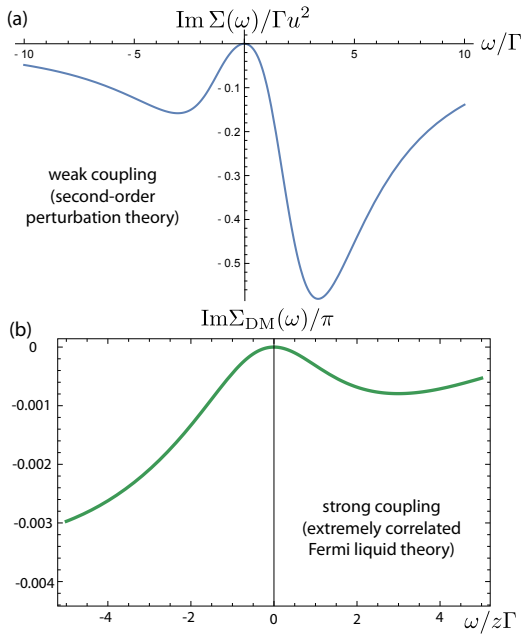 (a)
Im Σ(ω)/Γu²
ω/Γ
-10 -5 5 10
-0.1
-0.2
-0.3
-0.4
-0.5
weak coupling
(second-order
perturbation theory)
(b)
ImΣ_DM(ω)/π
0
-0.001
-0.002
-0.003
-0.004
strong coupling
(extremely correlated
Fermi liquid theory)
-4 -2 0 2 4
ω/zΓ